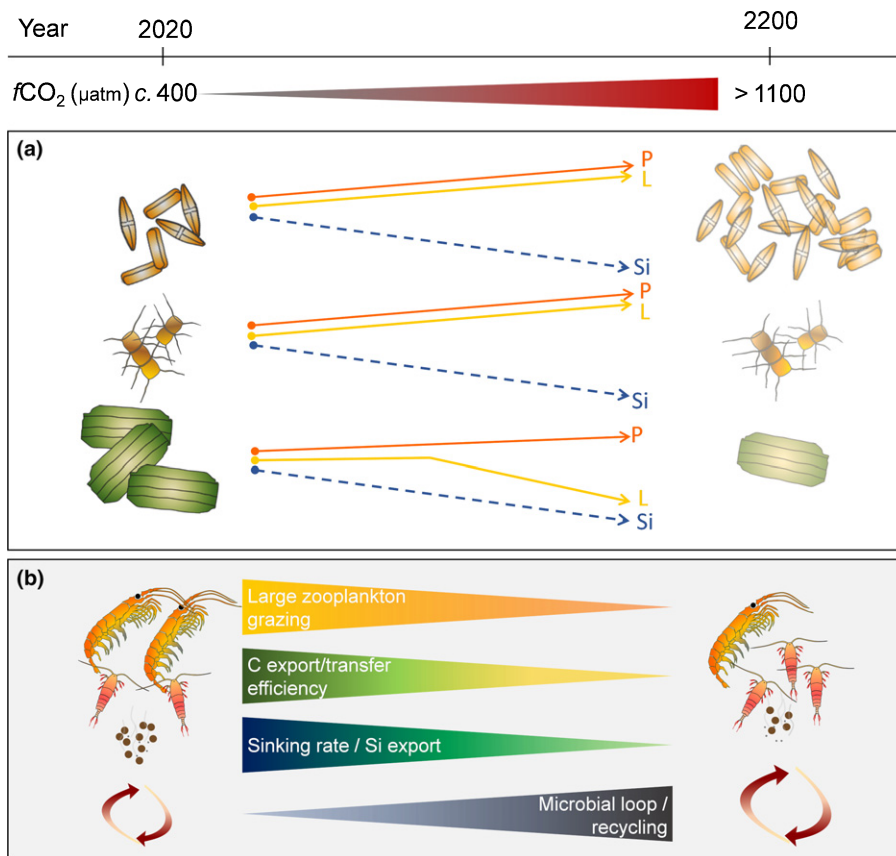 Year 2020 2200
fCO₂ (µatm) c. 400 > 1100
(a)
P
L
Si
P
L
Si
P
L
Si
(b)
Large zooplankton
grazing
C export/transfer
efficiency
Sinking rate / Si export
Microbial loop /
recycling